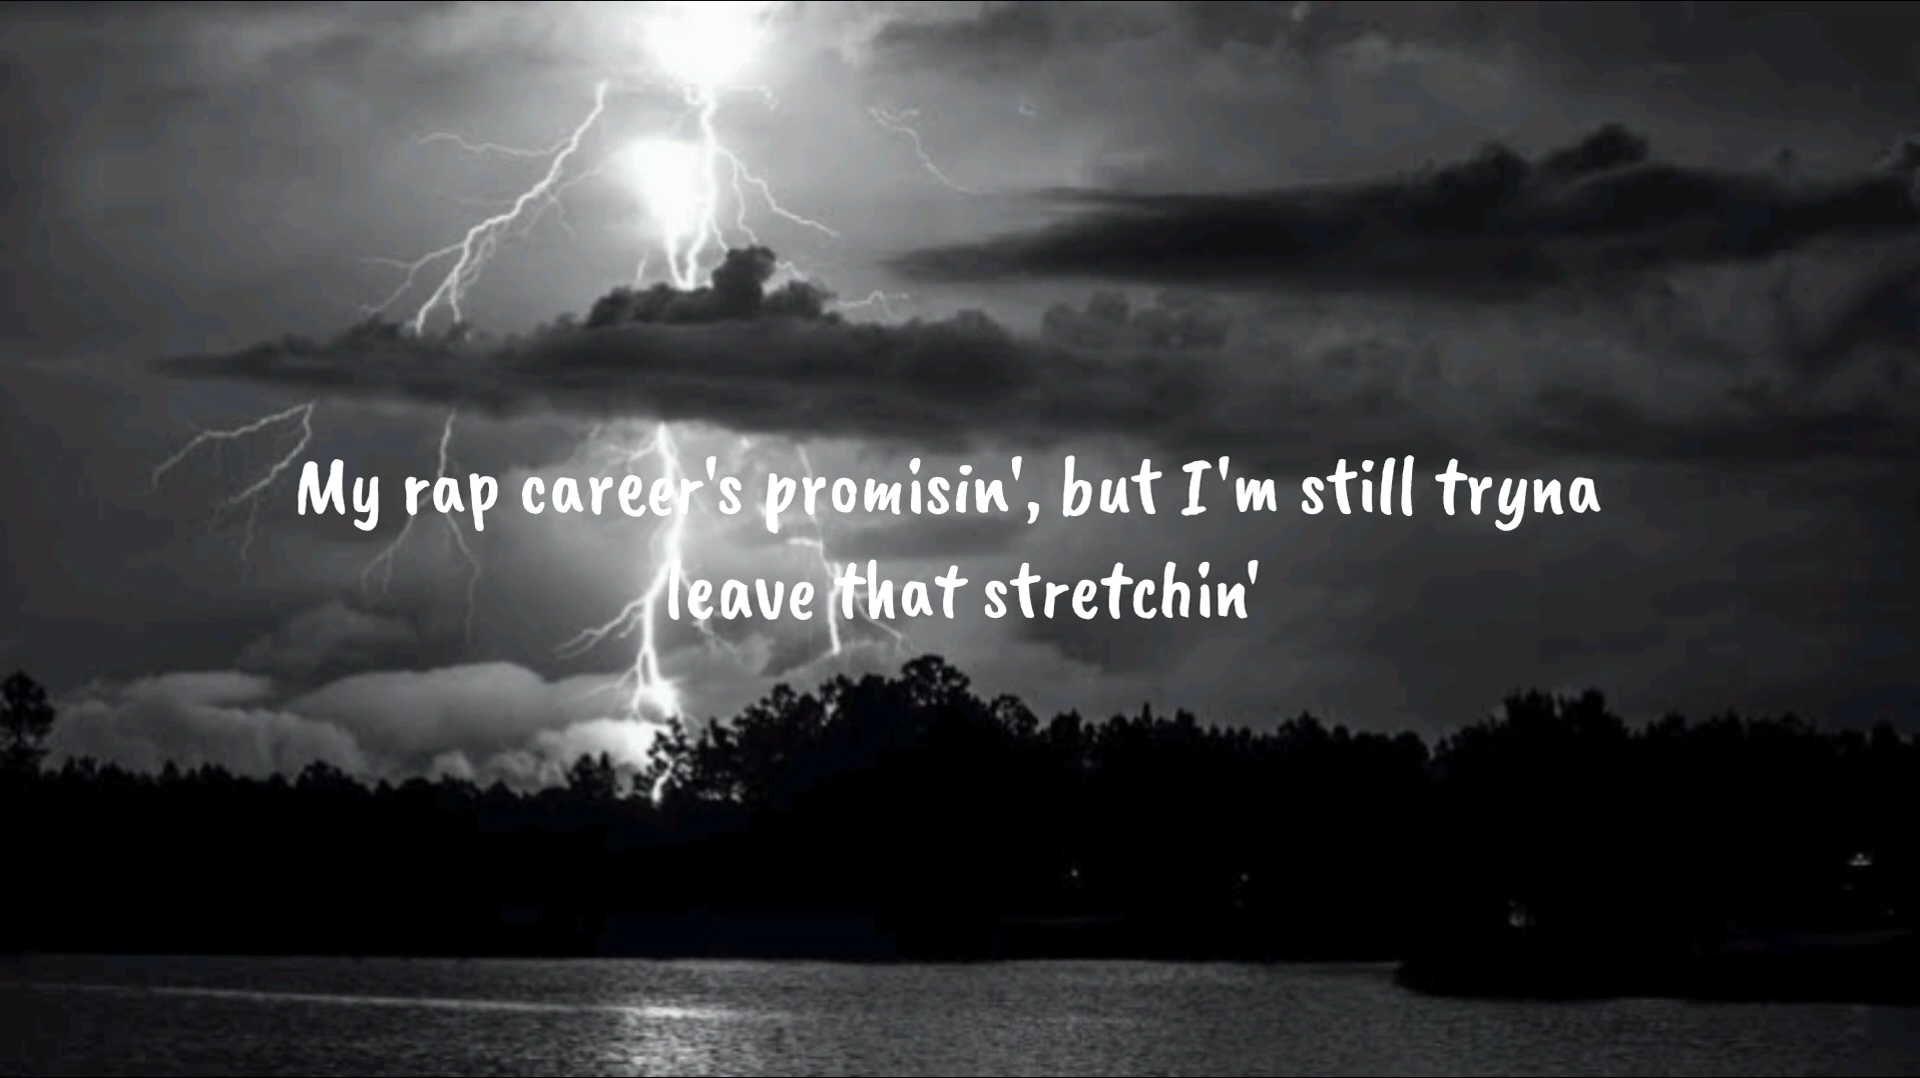 My rap career's promisin', but I'm still tryna
leave that stretchin'